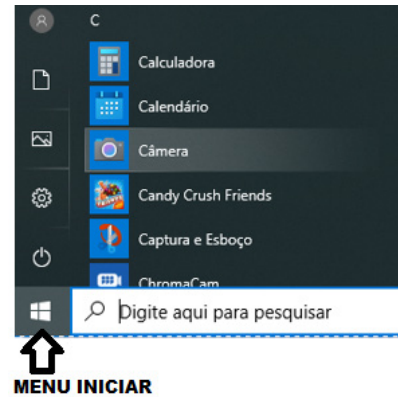 C
Calculadora
Calendário
Câmera
Candy Crush Friends
Captura e Esboço
ChromaCam
Digite aqui para pesquisar
MENU INICIAR